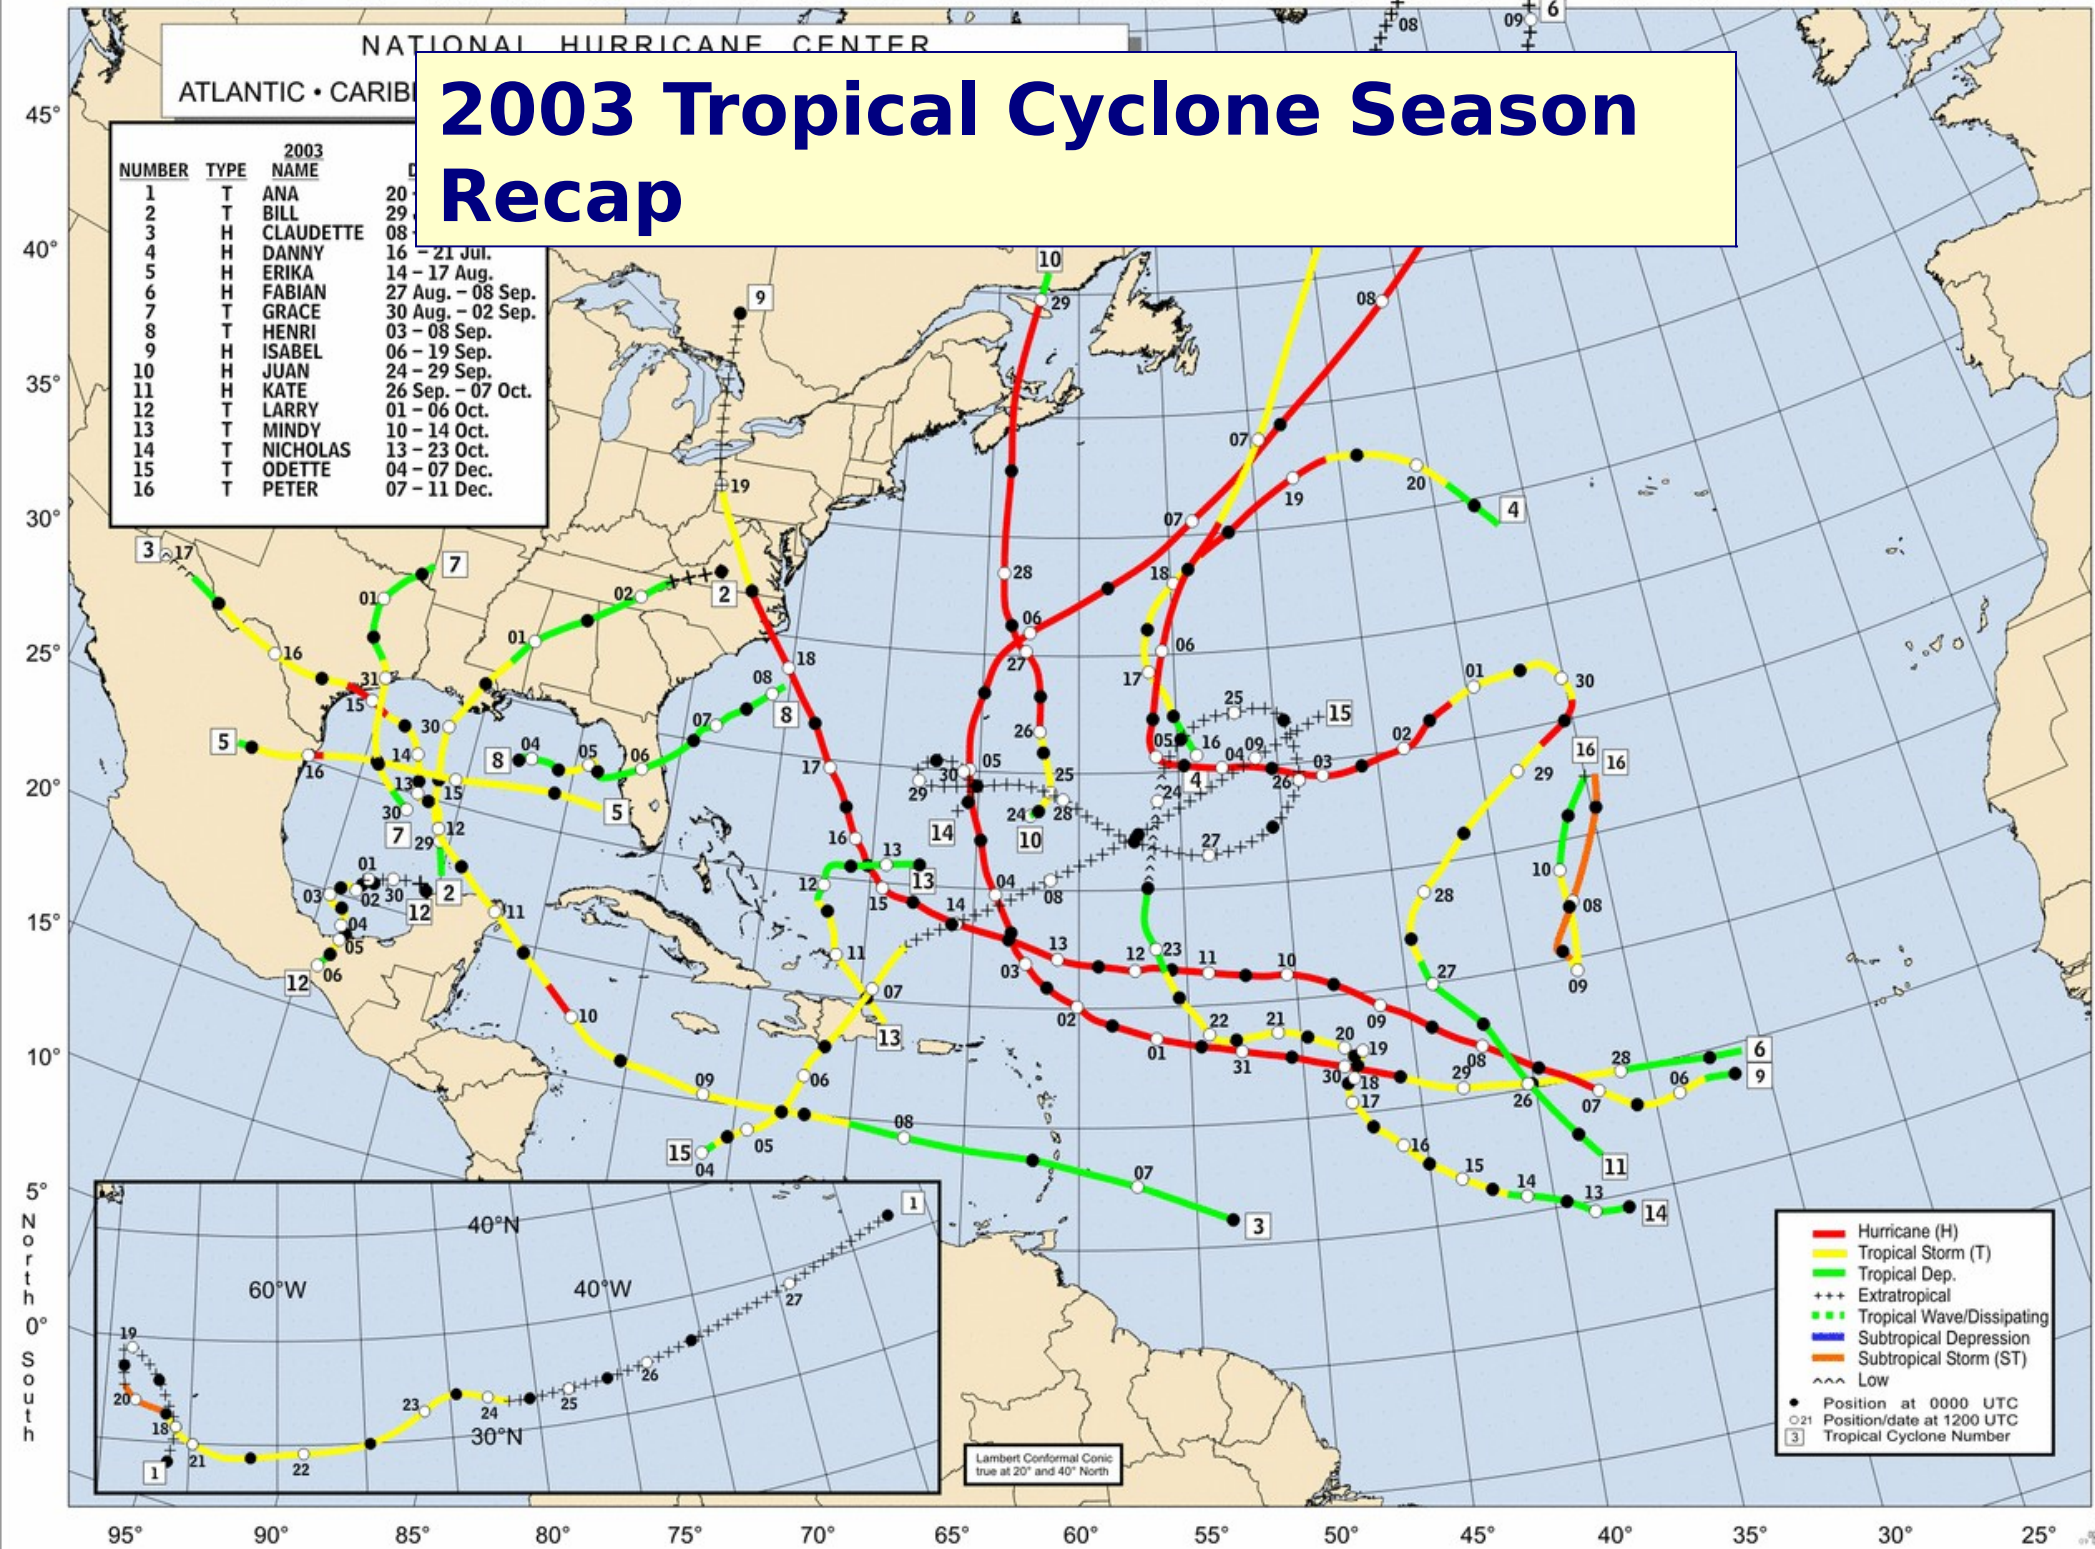 NATIONAL HURRICANE CENTER
ATLANTIC • CARIB
2003 Tropical Cyclone Season
Recap
2003
NUMBER TYPE NAME
1 T ANA 20
2 T BILL 29
3 H CLAUDETTE 08
4 H DANNY 16 – 21 Jul.
5 H ERIKA 14 – 17 Aug.
6 H FABIAN 27 Aug. – 08 Sep.
7 T GRACE 30 Aug. – 02 Sep.
8 T HENRI 03 – 08 Sep.
9 H ISABEL 06 – 19 Sep.
10 H JUAN 24 – 29 Sep.
11 H KATE 26 Sep. – 07 Oct.
12 T LARRY 01 – 06 Oct.
13 T MINDY 10 – 14 Oct.
14 T NICHOLAS 13 – 23 Oct.
15 T ODETTE 04 – 07 Dec.
16 T PETER 07 – 11 Dec.
45°
40°
35°
30°
25°
20°
15°
10°
5°
North 0° South
40°N
60°W 40°W
30°N
Hurricane (H)
Tropical Storm (T)
Tropical Dep.
+++ Extratropical
Tropical Wave/Dissipating
Subtropical Depression
Subtropical Storm (ST)
Low
Position at 0000 UTC
21 Position/date at 1200 UTC
3 Tropical Cyclone Number
Lambert Conformal Conic
true at 20° and 40° North
95° 90° 85° 80° 75° 70° 65° 60° 55° 50° 45° 40° 35° 30° 25°